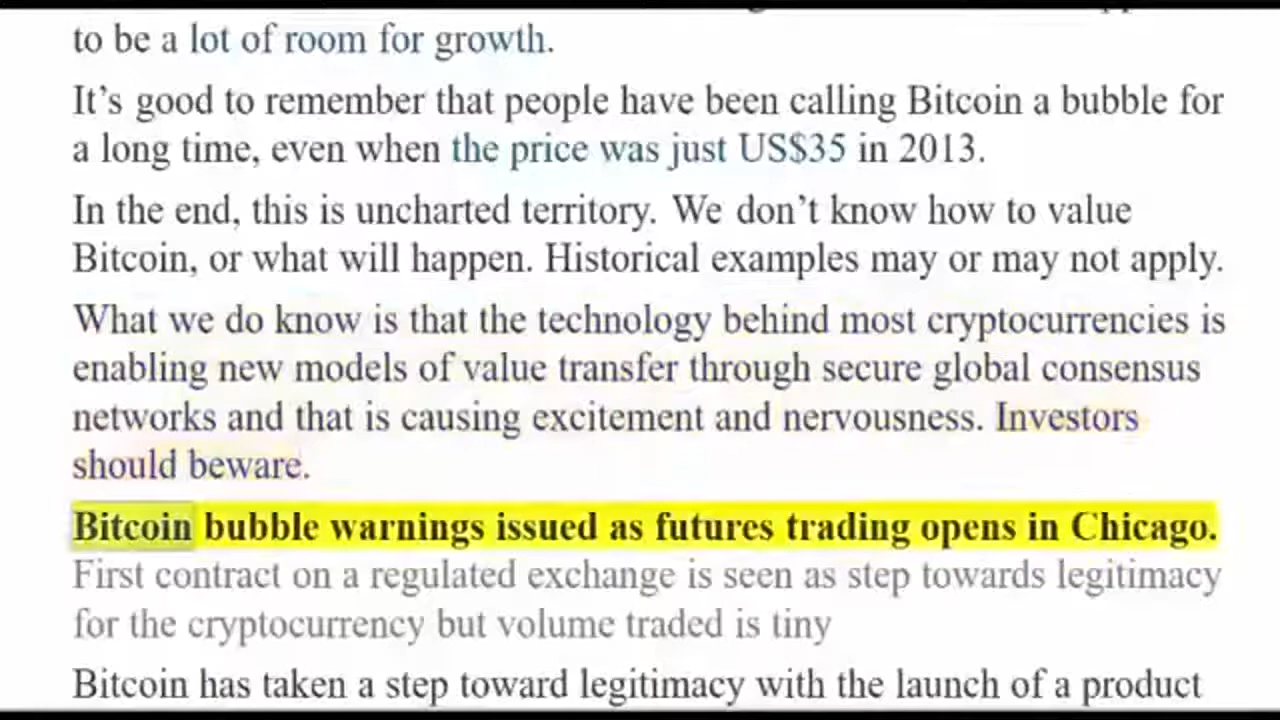 to be a lot of room for growth.
It's good to remember that people have been calling Bitcoin a bubble for
a long time, even when the price was just US$35 in 2013.
In the end, this is uncharted territory. We don't know how to value
Bitcoin, or what will happen. Historical examples may or may not apply.
What we do know is that the technology behind most cryptocurrencies is
enabling new models of value transfer through secure global consensus
networks and that is causing excitement and nervousness. Investors
should beware.
Bitcoin bubble warnings issued as futures trading opens in Chicago.
First contract on a regulated exchange is seen as step towards legitimacy
for the cryptocurrency but volume traded is tiny
Bitcoin has taken a step toward legitimacy with the launch of a product